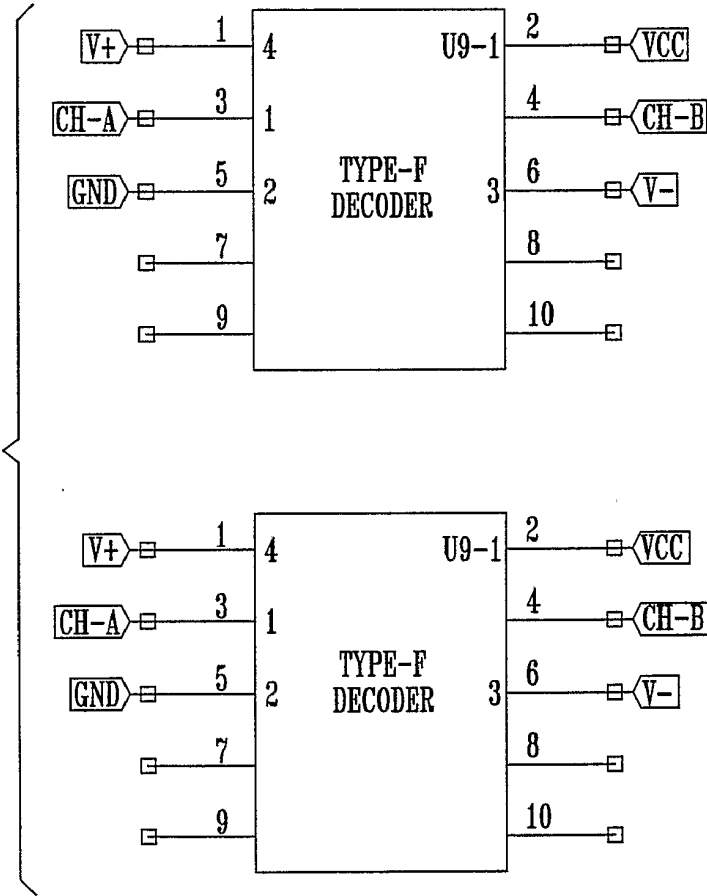 V+ 1 4 U9-1 2 VCC
CH-A 3 1 4 CH-B
GND 5 2 TYPE-F DECODER 3 6 V-
7 8
9 10
V+ 1 4 U9-1 2 VCC
CH-A 3 1 4 CH-B
GND 5 2 TYPE-F DECODER 3 6 V-
7 8
9 10